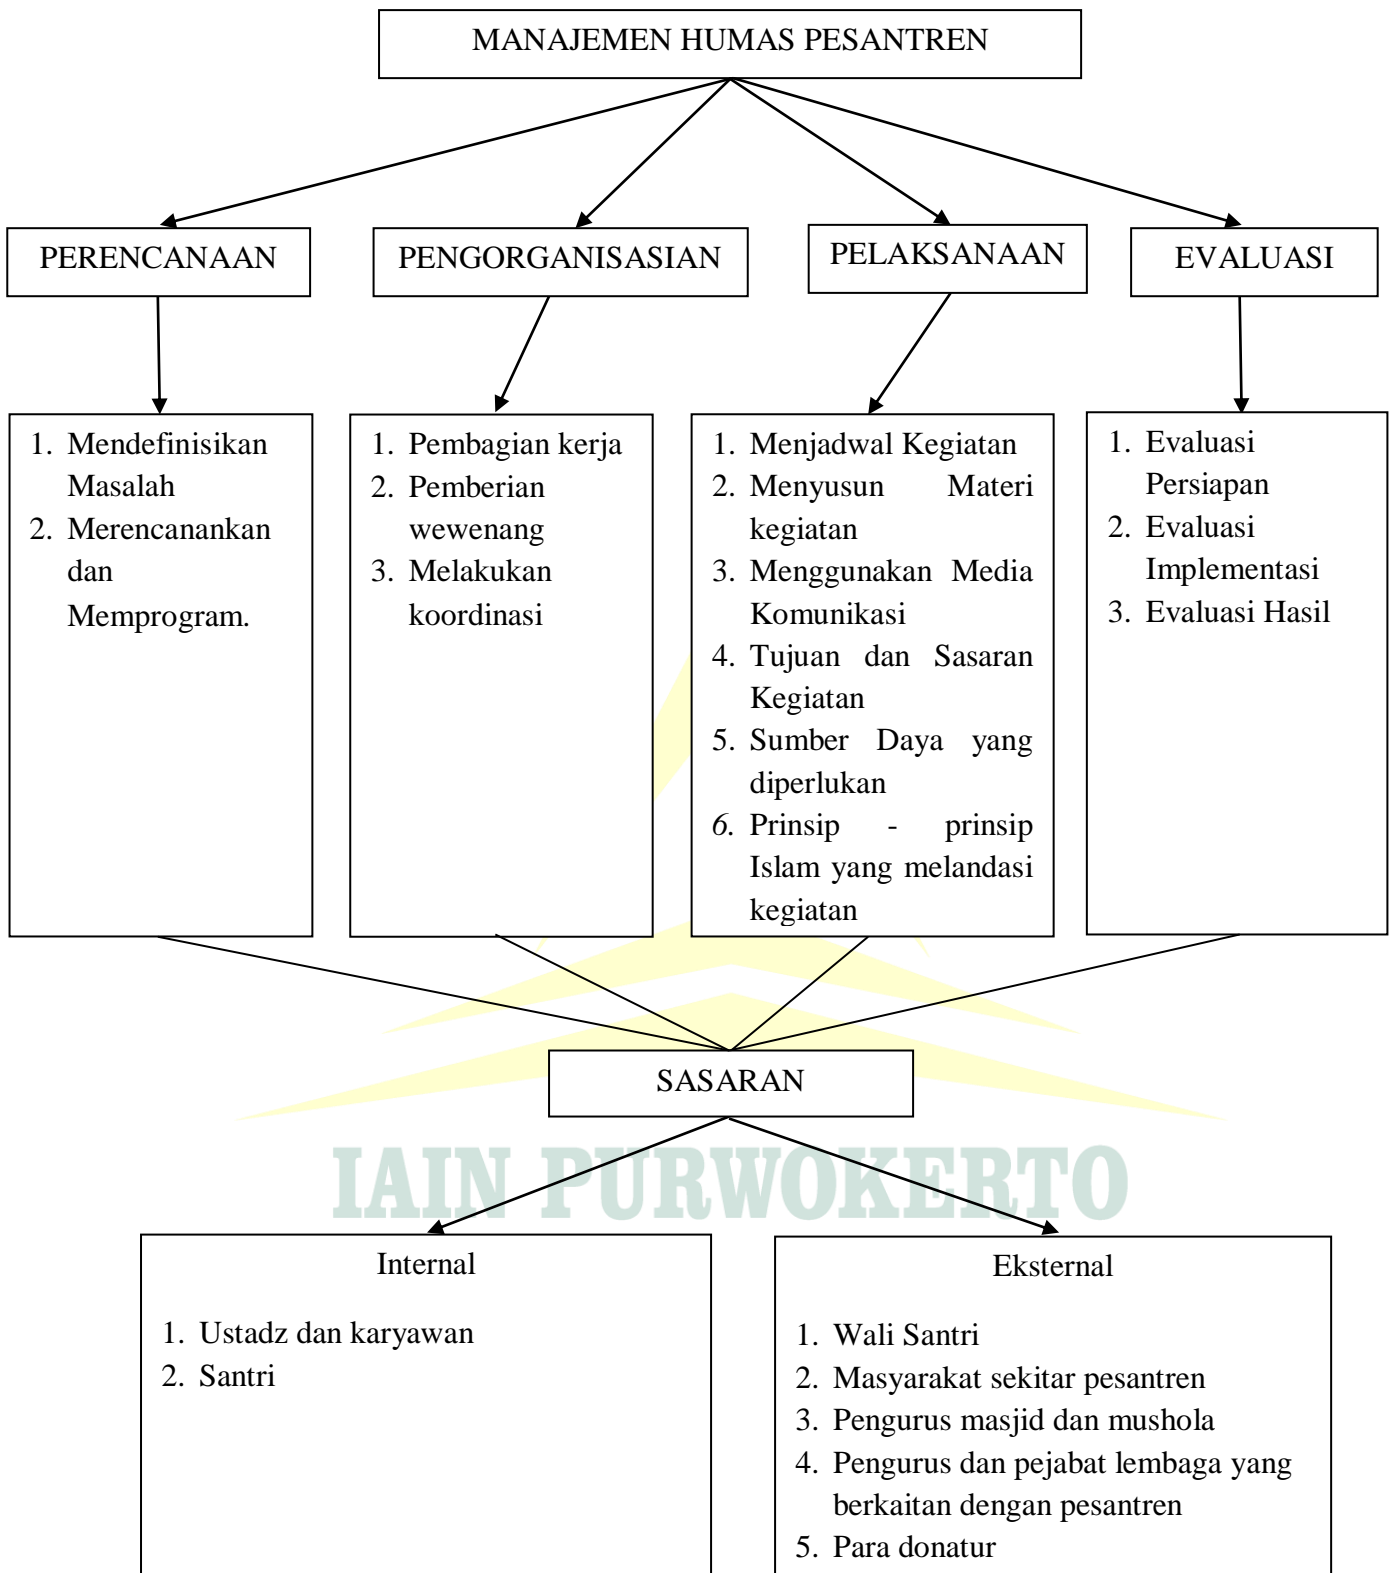 MANAJEMEN HUMAS PESANTREN
PERENCANAAN
PENGORGANISASIAN
PELAKSANAAN
EVALUASI
1. Mendefinisikan
Masalah
2. Merencanankan
dan
Memprogram.
1. Pembagian kerja
2. Pemberian
wewenang
3. Melakukan
koordinasi
1. Menjadwal Kegiatan
2. Menyusun Materi
kegiatan
3. Menggunakan Media
Komunikasi
4. Tujuan dan Sasaran
Kegiatan
5. Sumber Daya yang
diperlukan
6. Prinsip - prinsip
Islam yang melandasi
kegiatan
1. Evaluasi
Persiapan
2. Evaluasi
Implementasi
3. Evaluasi Hasil
SASARAN
IAIN PURWOKERTO
Internal
1. Ustadz dan karyawan
2. Santri
Eksternal
1. Wali Santri
2. Masyarakat sekitar pesantren
3. Pengurus masjid dan mushola
4. Pengurus dan pejabat lembaga yang
berkaitan dengan pesantren
5. Para donatur